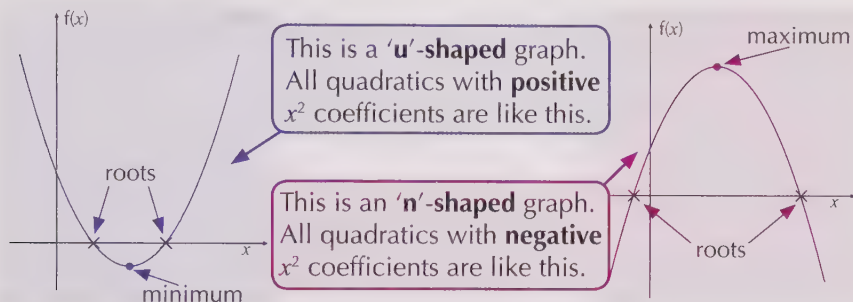 f(x)
This is a 'u'-shaped graph.
All quadratics with positive
x² coefficients are like this.
roots
x
minimum
f(x)
maximum
This is an 'n'-shaped graph.
All quadratics with negative
x² coefficients are like this.
x
roots